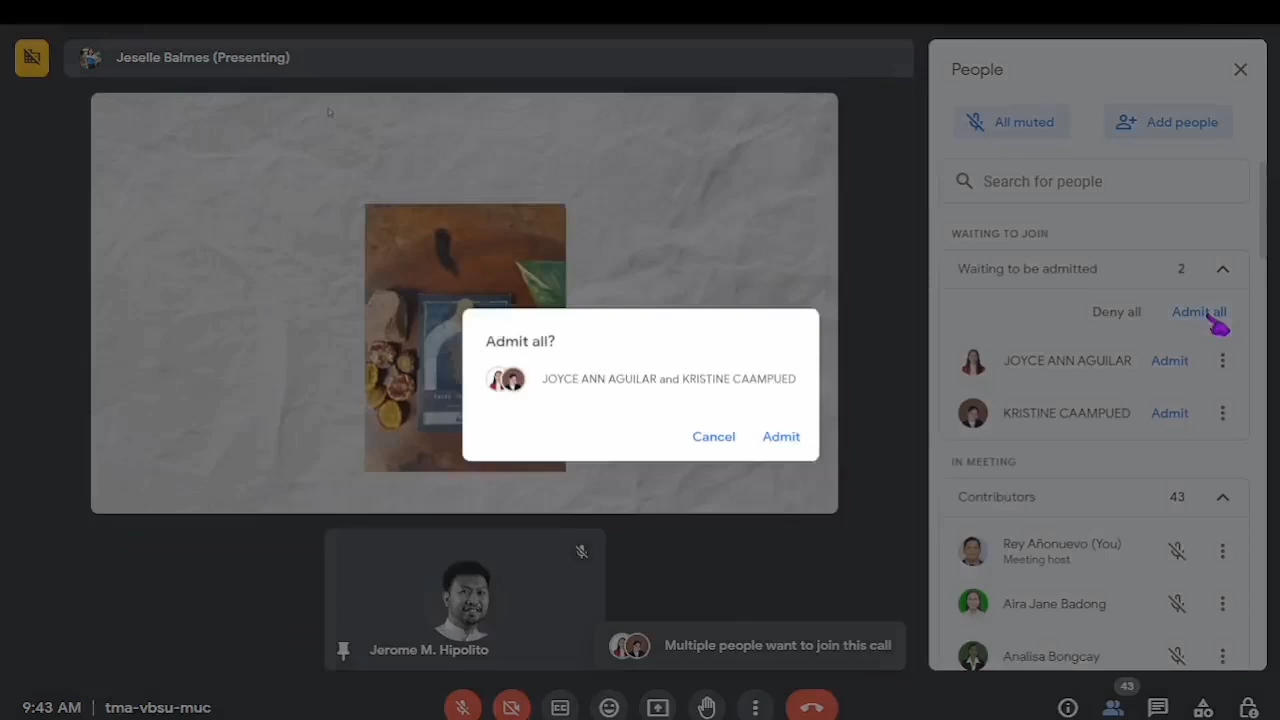 Jeselle Balmes (Presenting)
People
All muted
Add people
Search for people
WAITING TO JOIN
Waiting to be admitted 2
Deny all Admit all
JOYCE ANN AGUILAR Admit
KRISTINE CAAMPUED Admit
IN MEETING
Contributors 43
Rey Añonuevo (You)
Meeting host
Aira Jane Badong
Analisa Bongcay
Admit all?
JOYCE ANN AGUILAR and KRISTINE CAAMPUED
Cancel Admit
Jerome M. Hipolito
Multiple people want to join this call
9:43 AM | tma-vbsu-muc
43